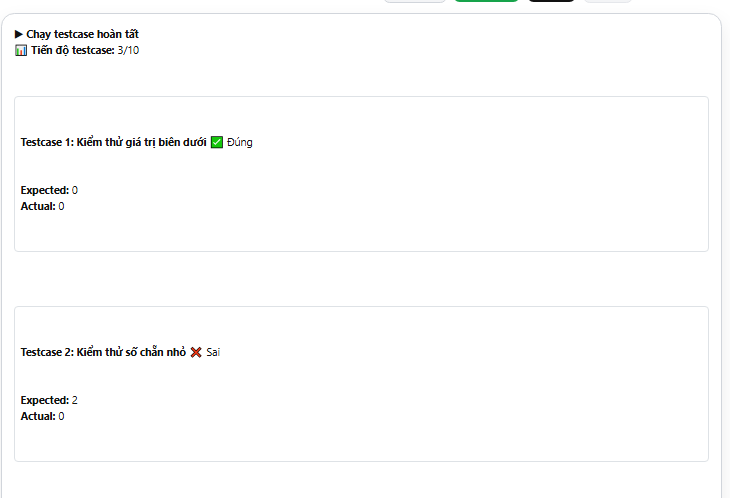 ▶ Chạy testcase hoàn tất
📊 Tiến độ testcase: 3/10
Testcase 1: Kiểm thử giá trị biên dưới ✅ Đúng
Expected: 0
Actual: 0
Testcase 2: Kiểm thử số chẵn nhỏ ❌ Sai
Expected: 2
Actual: 0